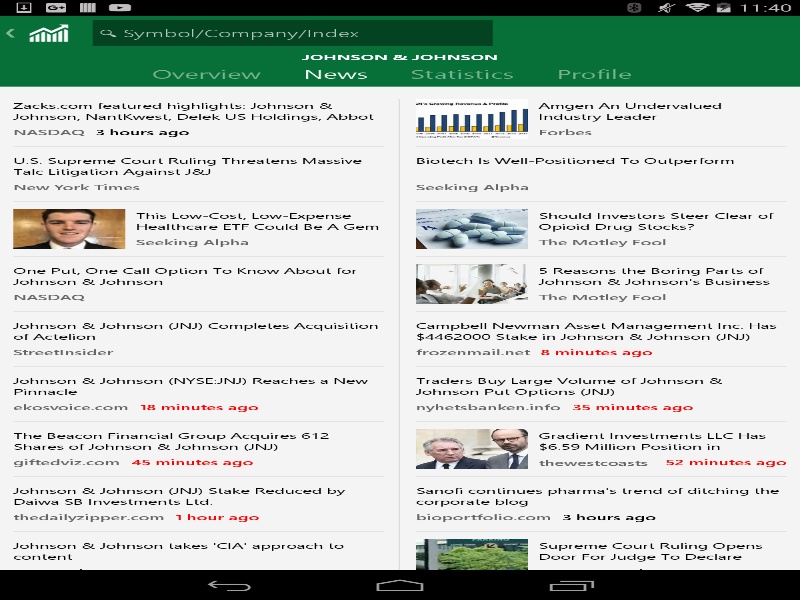 11:40
Symbol/Company/Index
JOHNSON & JOHNSON
Overview News Statistics Profile
Zacks.com featured highlights: Johnson &
Johnson, NantKwest, Delek US Holdings, Abbot
NASDAQ 3 hours ago
U.S. Supreme Court Ruling Threatens Massive
Talc Litigation Against J&J
New York Times
This Low-Cost, Low-Expense
Healthcare ETF Could Be A Gem
Seeking Alpha
One Put, One Call Option To Know About for
Johnson & Johnson
NASDAQ
Johnson & Johnson (JNJ) Completes Acquisition
of Actelion
StreetInsider
Johnson & Johnson (NYSE:JNJ) Reaches a New
Pinnacle
ekosvoice.com 18 minutes ago
The Beacon Financial Group Acquires 612
Shares of Johnson & Johnson (JNJ)
giftedviz.com 45 minutes ago
Johnson & Johnson (JNJ) Stake Reduced by
Daiwa SB Investments Ltd.
thedailyzipper.com 1 hour ago
Johnson & Johnson takes 'CIA' approach to
content
Amgen An Undervalued
Industry Leader
Forbes
Biotech Is Well-Positioned To Outperform
Seeking Alpha
Should Investors Steer Clear of
Opioid Drug Stocks?
The Motley Fool
5 Reasons the Boring Parts of
Johnson & Johnson's Business
The Motley Fool
Campbell Newman Asset Management Inc. Has
$4462000 Stake in Johnson & Johnson (JNJ)
frozenmail.net 8 minutes ago
Traders Buy Large Volume of Johnson &
Johnson Put Options (JNJ)
nyhetsbanken.info 35 minutes ago
Gradient Investments LLC Has
$6.59 Million Position in
thewestcoasts 52 minutes ago
Sanofi continues pharma's trend of ditching the
corporate blog
bioportfolio.com 3 hours ago
Supreme Court Ruling Opens
Door For Judge To Declare